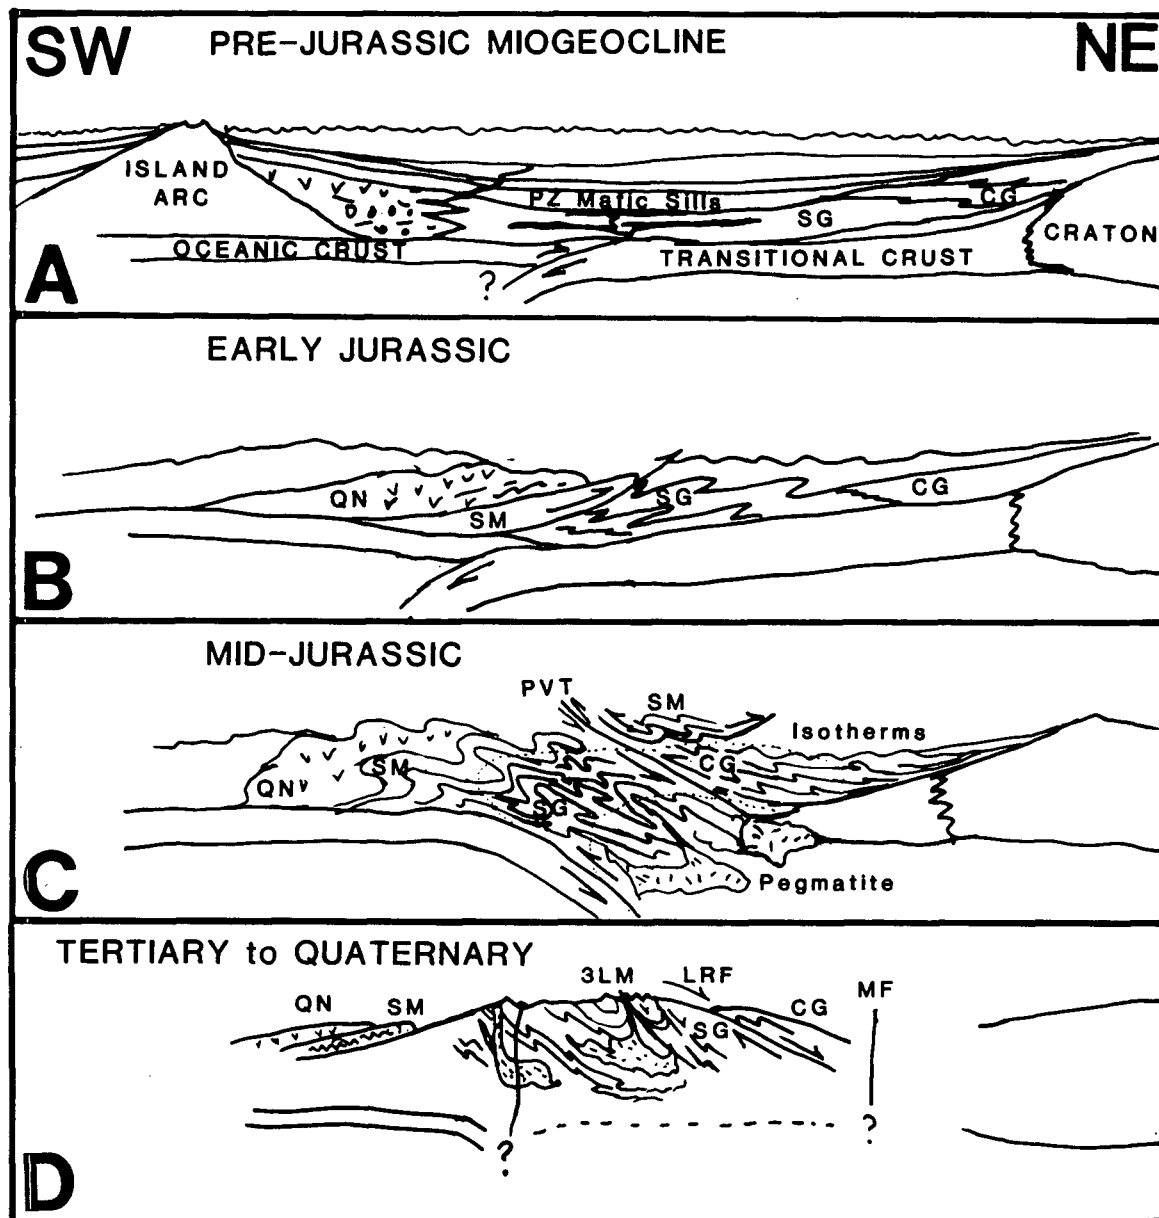 SW PRE-JURASSIC MIOGEOCLINE NE
ISLAND
ARC
PZ Mafic Sills
CG
SG
CRATON
OCEANIC CRUST
TRANSITIONAL CRUST
?
A
EARLY JURASSIC
QN
SM
SG
CG
B
MID-JURASSIC
PVT
SM
Isotherms
SM
CG
QN
SG
Pegmatite
C
TERTIARY to QUATERNARY
3LM
LRF
MF
QN
SM
CG
SG
?
?
D